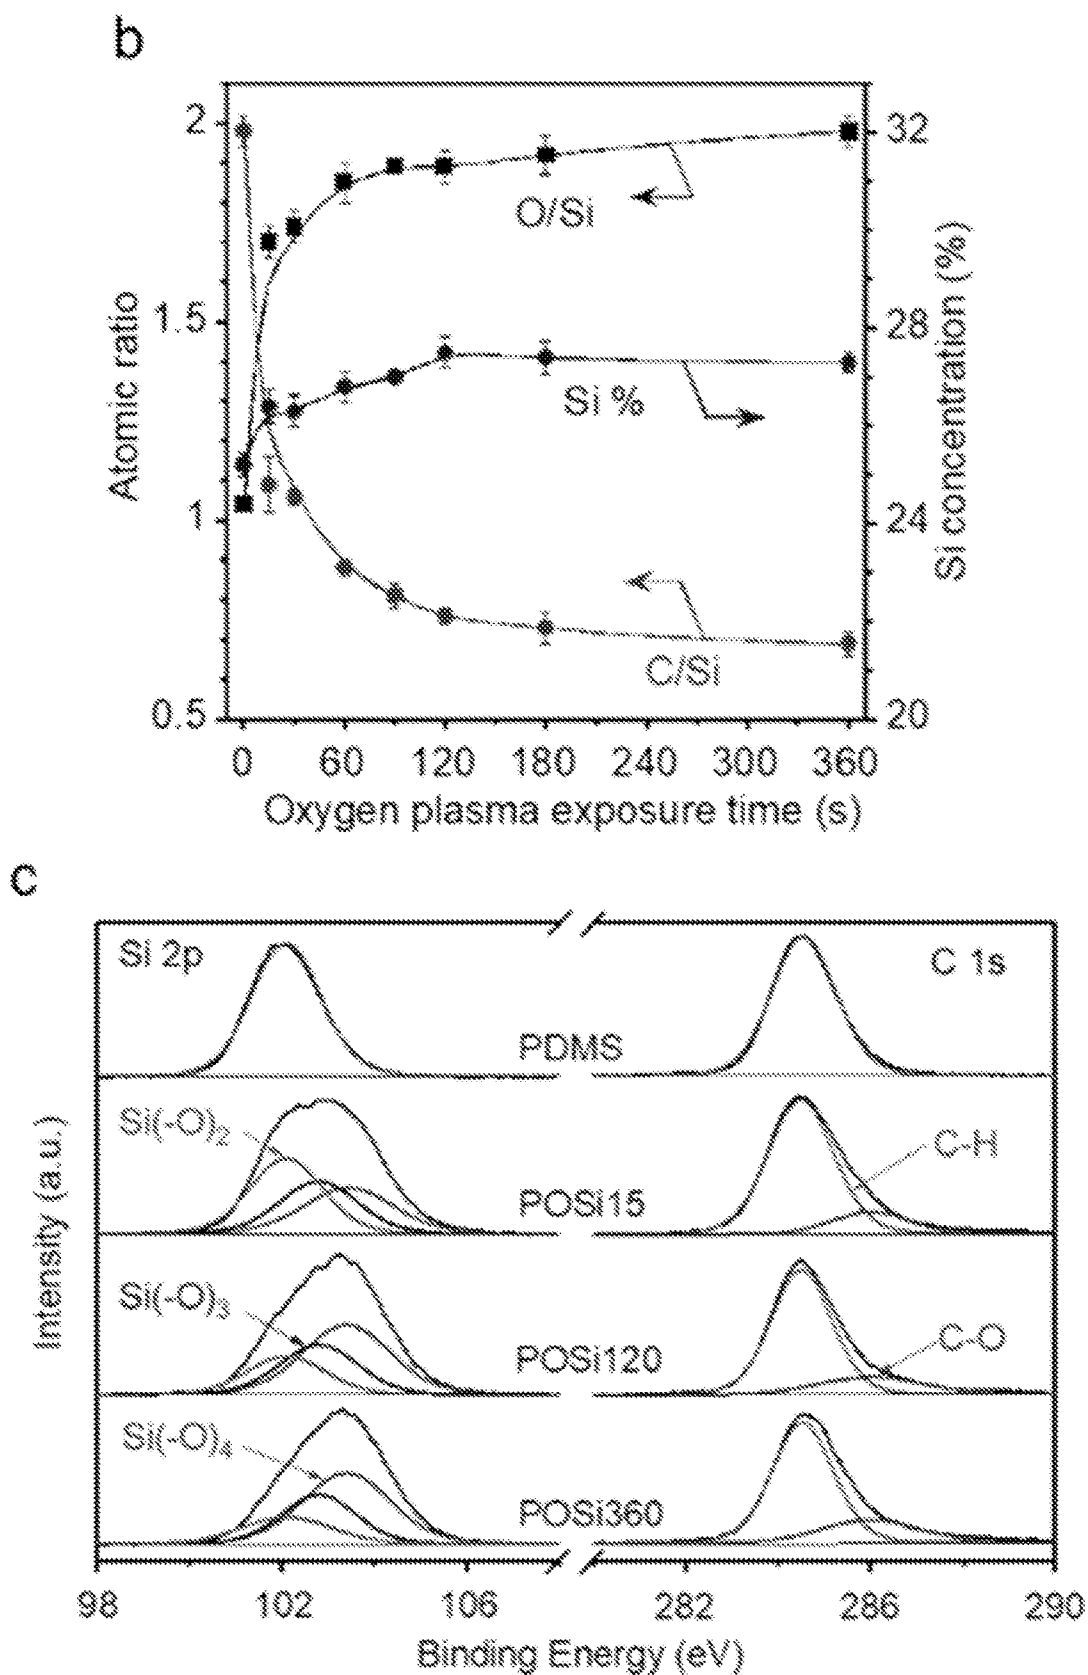 b
2
1.5
1
0.5
Atomic ratio
32
28
24
20
Si concentration (%)
O/Si
Si %
C/Si
0 60 120 180 240 300 360
Oxygen plasma exposure time (s)
c
Si 2p
C 1s
PDMS
Si(-O)2
C-H
POSi15
Si(-O)3
C-O
POSi120
Si(-O)4
POSi360
Intensity (a.u.)
98 102 106 282 286 290
Binding Energy (eV)